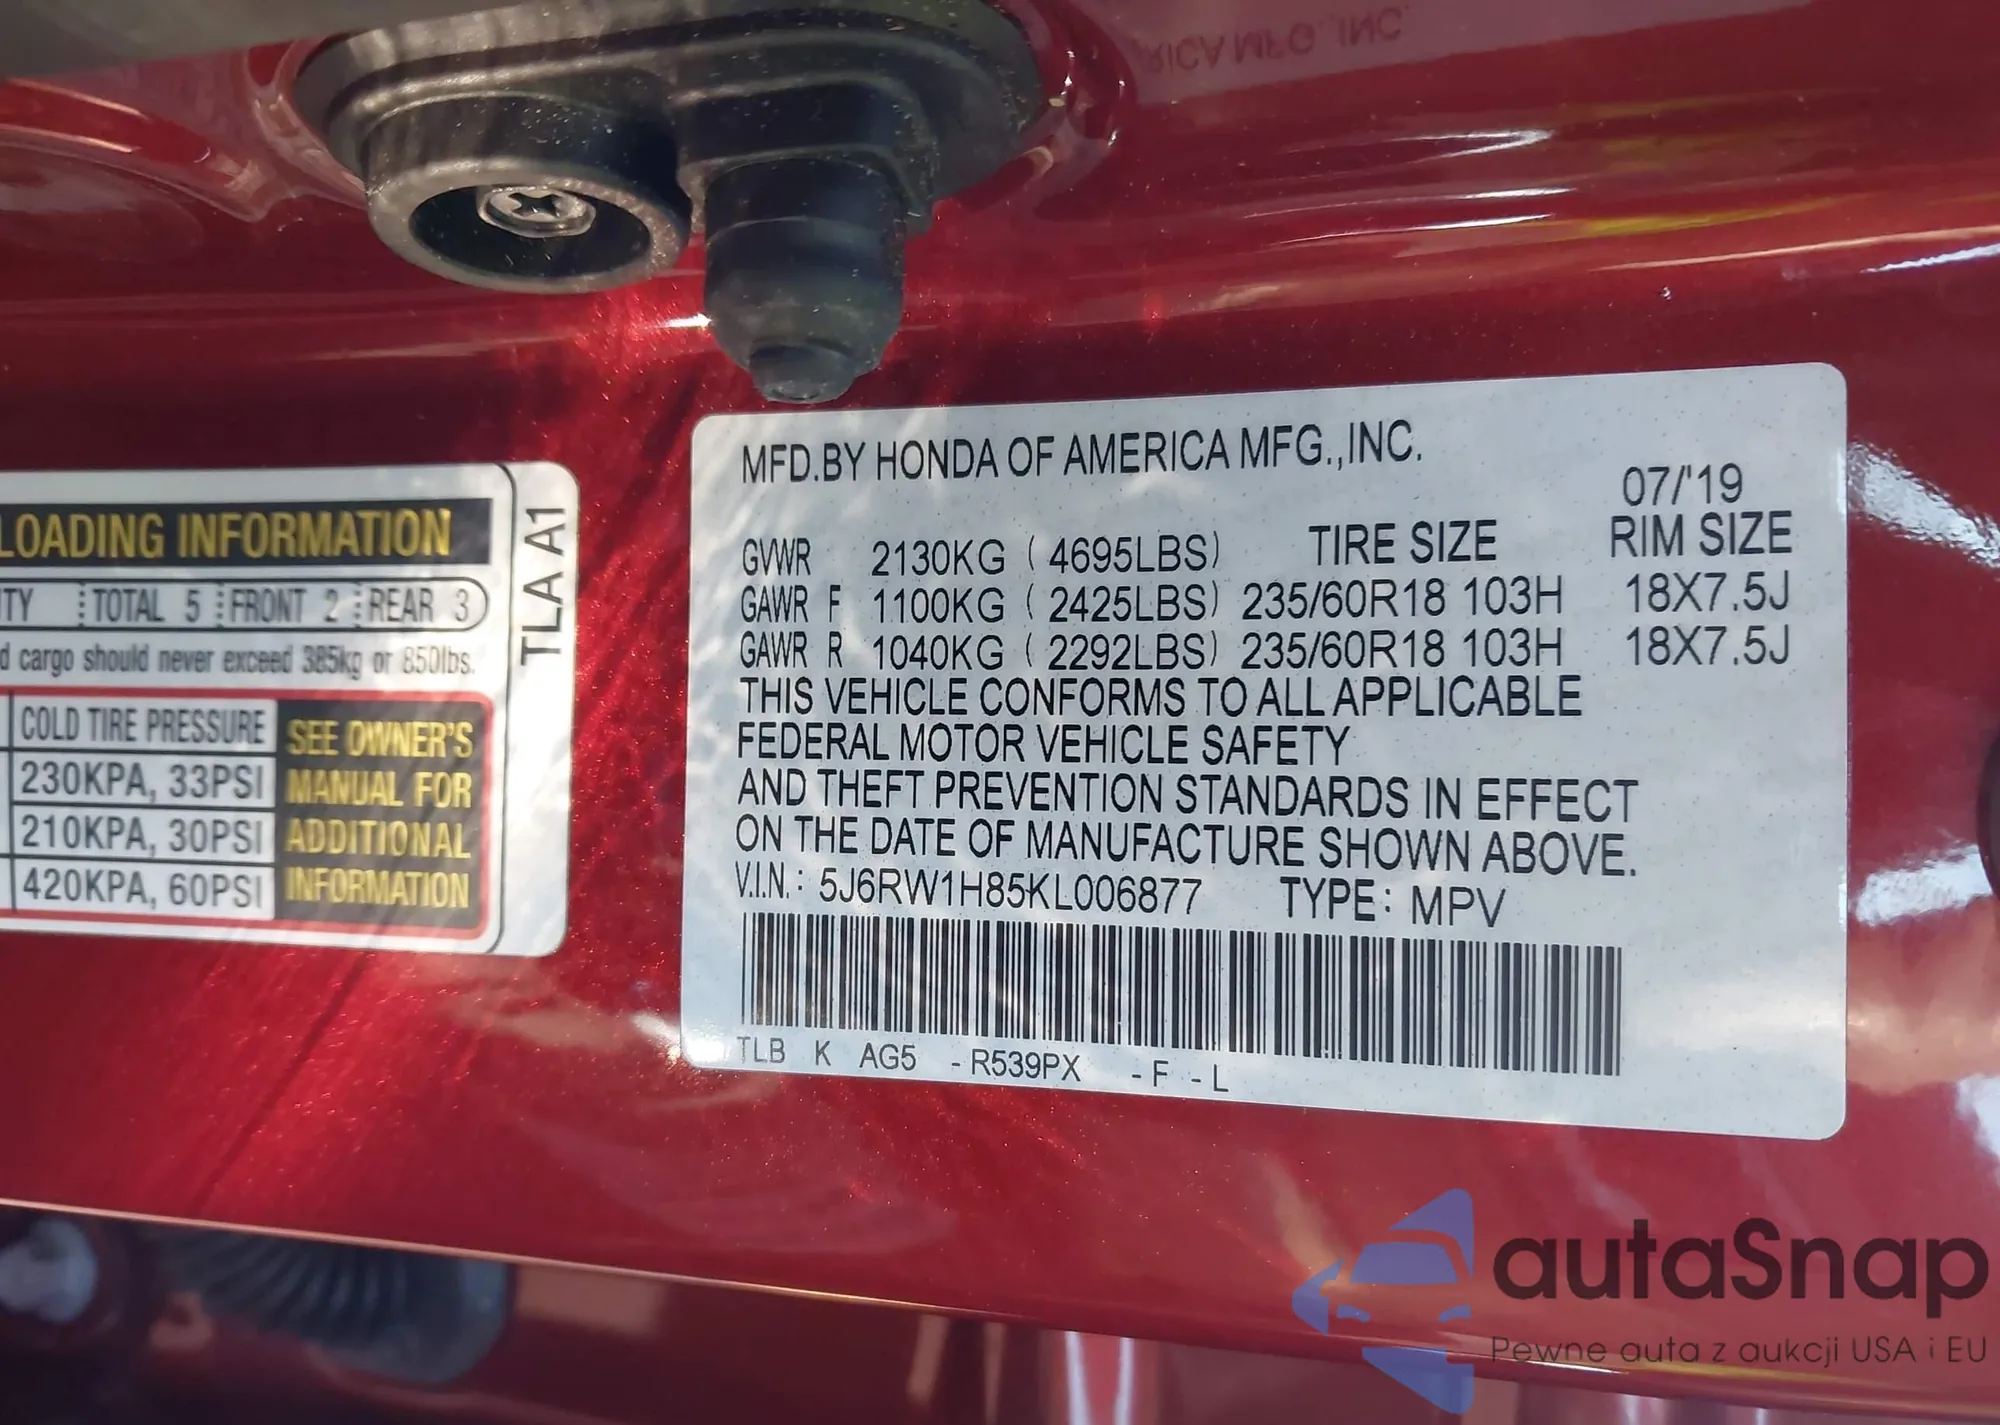 RICA MFG.,INC.
LOADING INFORMATION
TLA A1
TOTAL 5 FRONT 2 REAR 3
cargo should never exceed 385kg or 850lbs.
COLD TIRE PRESSURE
230KPA, 33PSI
210KPA, 30PSI
420KPA, 60PSI
SEE OWNER'S
MANUAL FOR
ADDITIONAL
INFORMATION
MFD.BY HONDA OF AMERICA MFG.,INC.
07/'19
GVWR 2130KG ( 4695LBS) TIRE SIZE RIM SIZE
GAWR F 1100KG ( 2425LBS) 235/60R18 103H 18X7.5J
GAWR R 1040KG ( 2292LBS) 235/60R18 103H 18X7.5J
THIS VEHICLE CONFORMS TO ALL APPLICABLE
FEDERAL MOTOR VEHICLE SAFETY
AND THEFT PREVENTION STANDARDS IN EFFECT
ON THE DATE OF MANUFACTURE SHOWN ABOVE.
V.I.N.: 5J6RW1H85KL006877 TYPE: MPV
TLB K AG5 -R539PX -F -L
autaSnap
Pewne auta z aukcji USA i EU